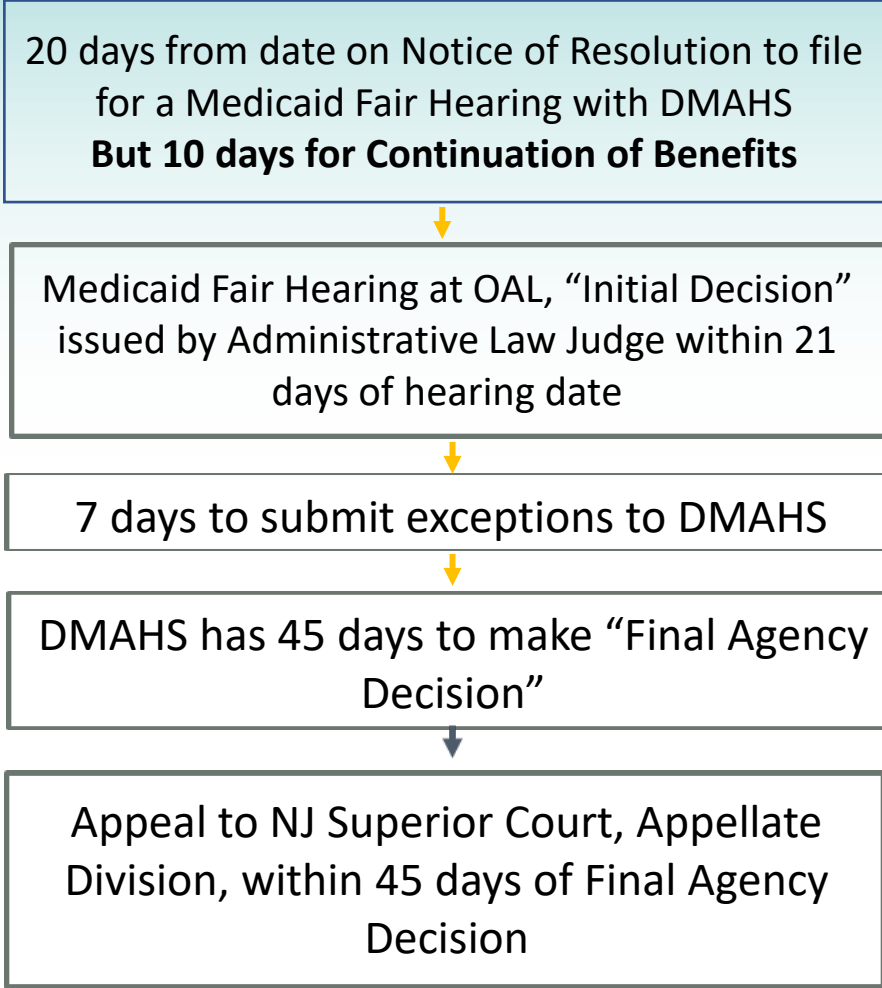 20 days from date on Notice of Resolution to file
for a Medicaid Fair Hearing with DMAHS
But 10 days for Continuation of Benefits
Medicaid Fair Hearing at OAL, “Initial Decision”
issued by Administrative Law Judge within 21
days of hearing date
7 days to submit exceptions to DMAHS
DMAHS has 45 days to make “Final Agency
Decision”
Appeal to NJ Superior Court, Appellate
Division, within 45 days of Final Agency
Decision